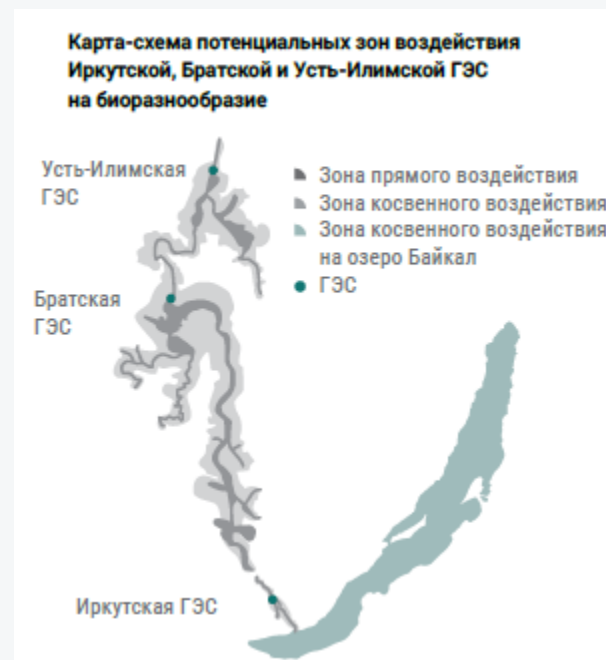 Карта-схема потенциальных зон воздействия
Иркутской, Братской и Усть-Илимской ГЭС
на биоразнообразие
Усть-Илимская
ГЭС
Зона прямого воздействия
Зона косвенного воздействия
Зона косвенного воздействия
на озеро Байкал
ГЭС
Братская
ГЭС
Иркутская ГЭС